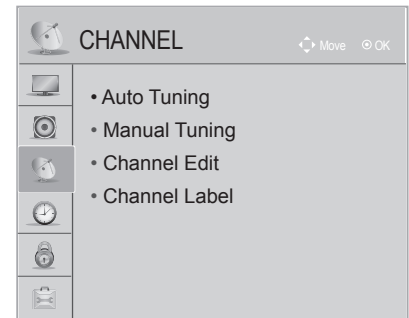 CHANNEL
Move OK
• Auto Tuning
• Manual Tuning
• Channel Edit
• Channel Label